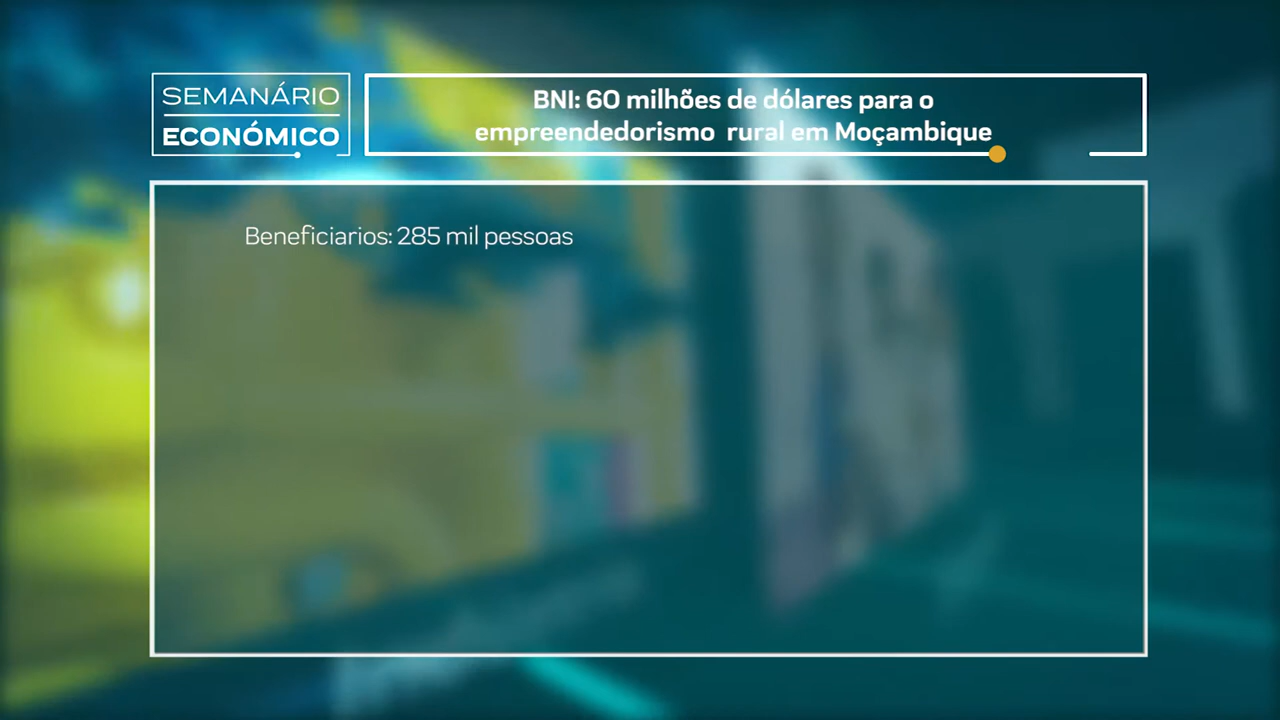 SEMANÁRIO
ECONÓMICO
BNI: 60 milhões de dólares para o
empreendedorismo rural em Moçambique
Beneficiarios: 285 mil pessoas